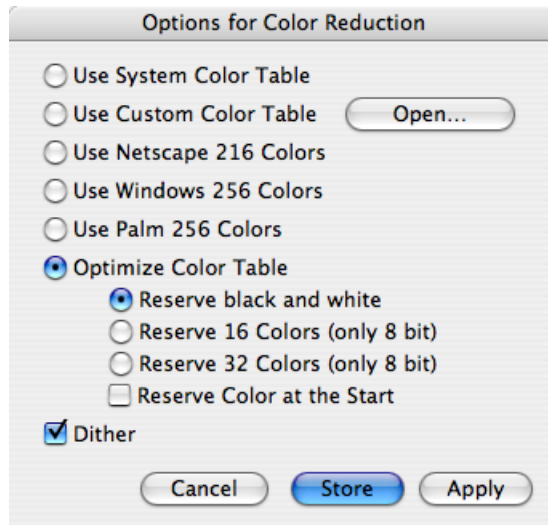 Options for Color Reduction
Use System Color Table
Use Custom Color Table Open...
Use Netscape 216 Colors
Use Windows 256 Colors
Use Palm 256 Colors
Optimize Color Table
Reserve black and white
Reserve 16 Colors (only 8 bit)
Reserve 32 Colors (only 8 bit)
Reserve Color at the Start
Dither
Cancel Store Apply